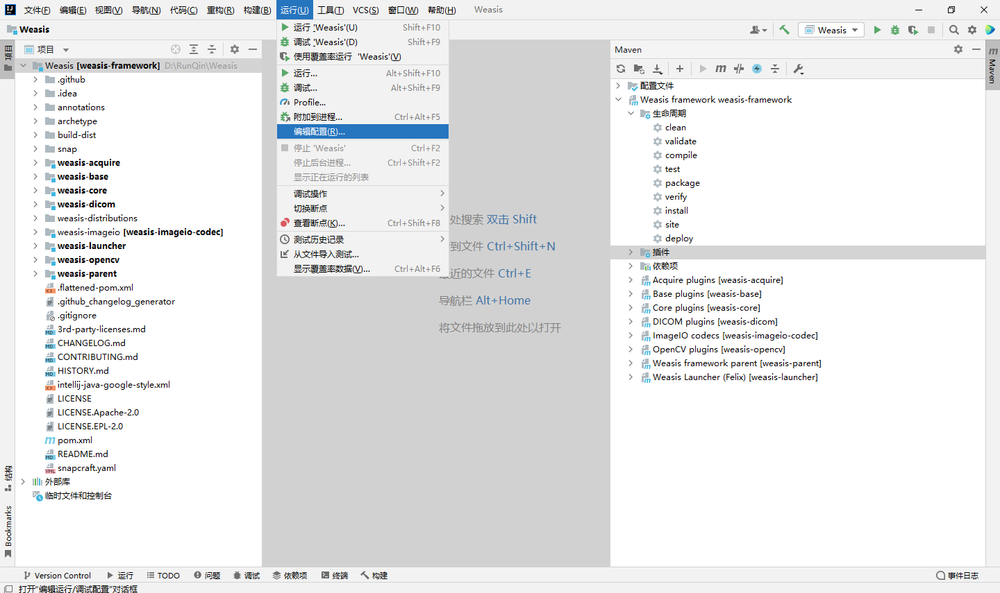 文件(F) 编辑(E) 视图(V) 导航(N) 代码(C) 重构(R) 构建(B) 运行(U) 工具(T) VCS(S) 窗口(W) 帮助(H) Weasis
Weasis
Weasis
项目
项目
Weasis [weasis-framework] D:\RunQin\Weasis
.github
.idea
annotations
archetype
build-dist
snap
weasis-acquire
weasis-base
weasis-core
weasis-dicom
weasis-distributions
weasis-imageio [weasis-imageio-codec]
weasis-launcher
weasis-opencv
weasis-parent
.flattened-pom.xml
.github_changelog_generator
.gitignore
3rd-party-licenses.md
CHANGELOG.md
CONTRIBUTING.md
HISTORY.md
intellij-java-google-style.xml
LICENSE
LICENSE.Apache-2.0
LICENSE.EPL-2.0
pom.xml
README.md
snapcraft.yaml
外部库
临时文件和控制台
结构
Bookmarks
运行 'Weasis'(U) Shift+F10
调试 'Weasis'(D) Shift+F9
使用覆盖率运行 'Weasis'(V)
运行... Alt+Shift+F10
调试... Alt+Shift+F9
Profile...
附加到进程... Ctrl+Alt+F5
编辑配置(R)...
停止 'Weasis' Ctrl+F2
停止后台进程... Ctrl+Shift+F2
显示正在运行的列表
调试操作
切换断点
查看断点(K)... Ctrl+Shift+F8
测试历史记录
从文件导入测试...
显示覆盖率数据(V)... Ctrl+Alt+F6
处搜索 双击 Shift
到文件 Ctrl+Shift+N
最近的文件 Ctrl+E
导航栏 Alt+Home
将文件拖放到此处以打开
Maven
Maven
配置文件
Weasis framework weasis-framework
生命周期
clean
validate
compile
test
package
verify
install
site
deploy
插件
依赖项
Acquire plugins [weasis-acquire]
Base plugins [weasis-base]
Core plugins [weasis-core]
DICOM plugins [weasis-dicom]
ImageIO codecs [weasis-imageio-codec]
OpenCV plugins [weasis-opencv]
Weasis framework parent [weasis-parent]
Weasis Launcher (Felix) [weasis-launcher]
Version Control 运行 TODO 问题 调试 依赖项 终端 构建 事件日志
打开“编辑运行/调试配置”对话框